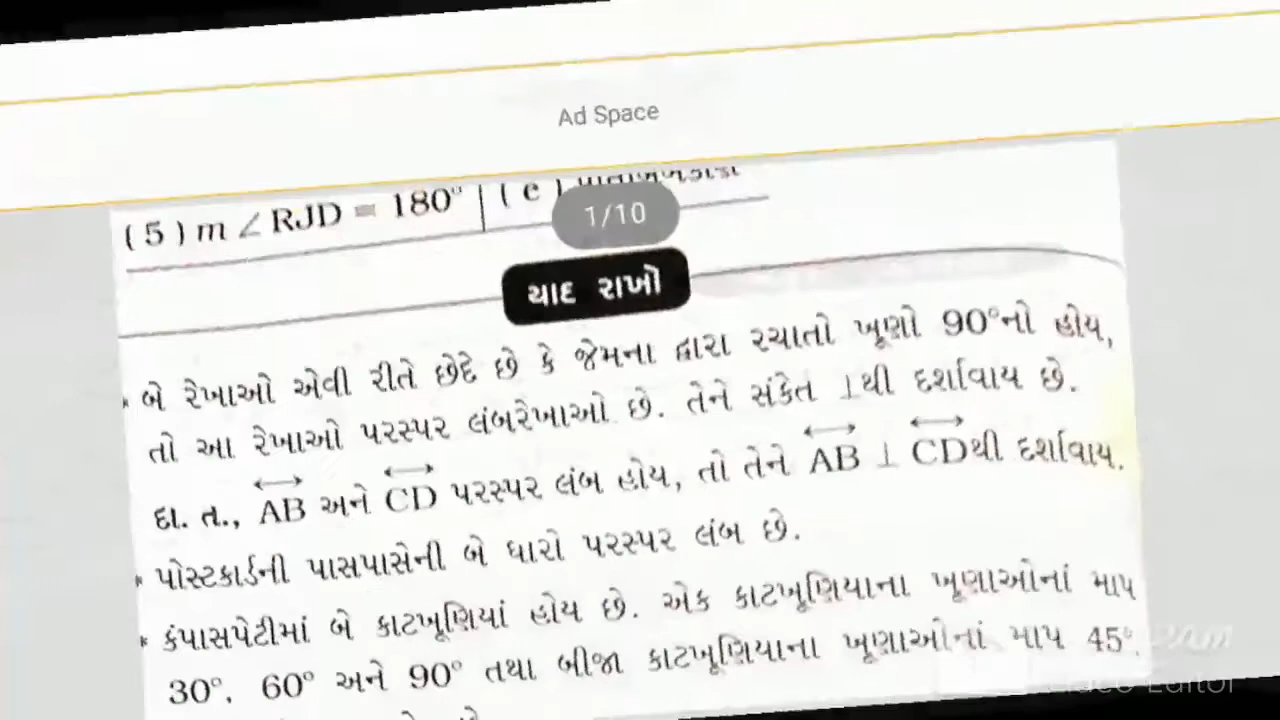 Ad Space
(5) m ∠RJD = 180° (e)
1/10
યાદ રાખો
* બે રેખાઓ એવી રીતે છેદે છે કે જેમના દ્વારા રચાતો ખૂણો 90°નો હોય,
તો આ રેખાઓ પરસ્પર લંબરેખાઓ છે. તેને સંકેત ⊥થી દર્શાવાય છે.
દા. ત., AB અને CD પરસ્પર લંબ હોય, તો તેને AB ⊥ CDથી દર્શાવાય.
* પોસ્ટકાર્ડની પાસપાસેની બે ધારો પરસ્પર લંબ છે.
* કંપાસપેટીમાં બે કાટખૂણિયાં હોય છે. એક કાટખૂણિયાના ખૂણાઓનાં માપ
30°, 60° અને 90° તથા બીજા કાટખૂણિયાના ખૂણાઓનાં માપ 45°,
Editor